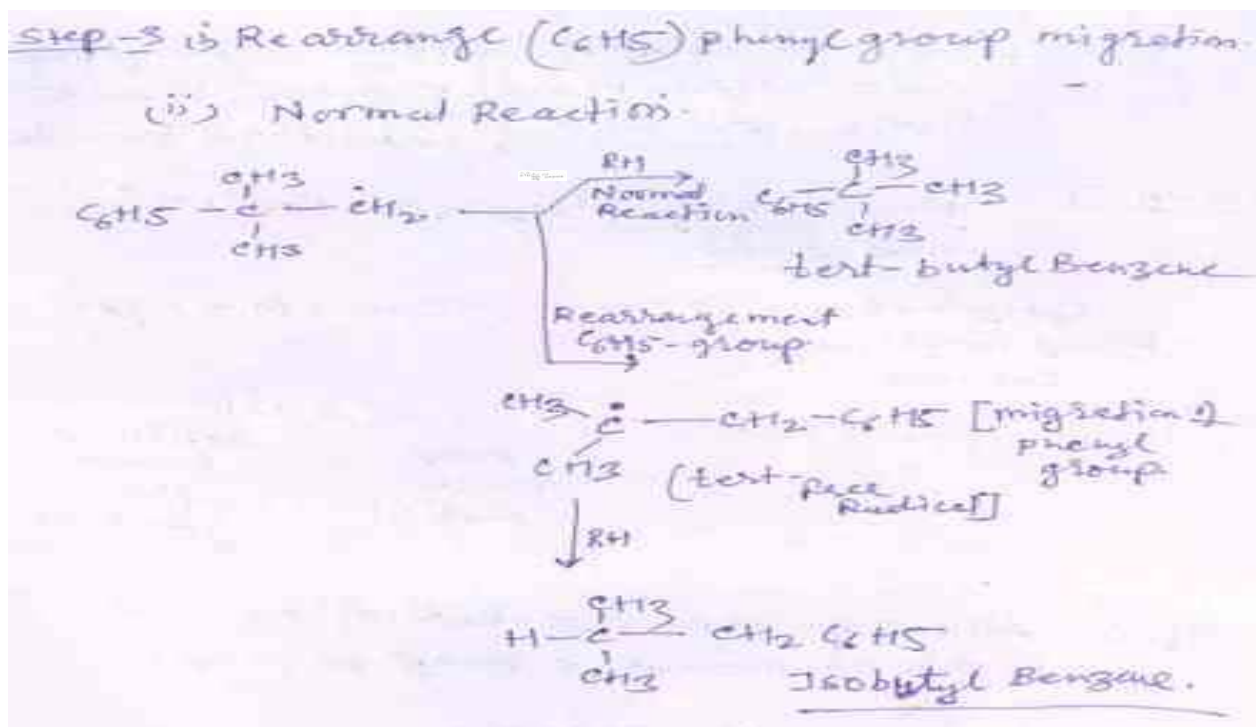 Step-3 is Rearrange (C6H5) phenyl group migration.
(ii) Normal Reaction.
CH3 RH CH3
C6H5 - C - ĊH2 Normal Reaction C6H5 - C - CH3
CH3 CH3
tert-butyl Benzene
Rearrangement
C6H5-group
CH3 Ċ - CH2-C6H5 [migration of
phenyl
CH3 group
(tert-free
Radical]
RH
CH3
H-C - CH2 C6H5
CH3 Isobutyl Benzene.